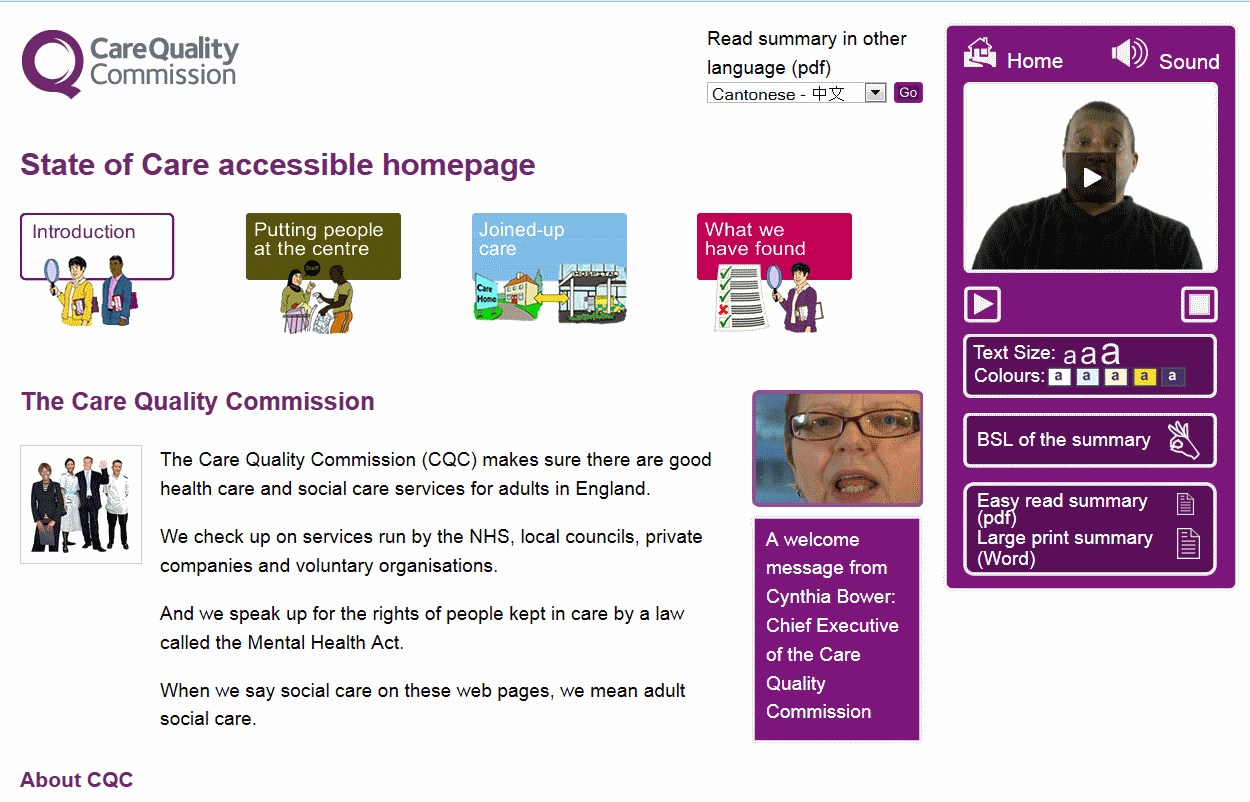 CareQuality
Commission
Read summary in other
language (pdf)
Cantonese - 中文
Go
Home
Sound
State of Care accessible homepage
Introduction
Putting people
at the centre
Staff
Joined-up
care
Care
Home
HOSPITAL
What we
have found
Text Size: a a a
Colours: a a a a a
BSL of the summary
Easy read summary
(pdf)
Large print summary
(Word)
The Care Quality Commission
The Care Quality Commission (CQC) makes sure there are good
health care and social care services for adults in England.
We check up on services run by the NHS, local councils, private
companies and voluntary organisations.
And we speak up for the rights of people kept in care by a law
called the Mental Health Act.
When we say social care on these web pages, we mean adult
social care.
A welcome
message from
Cynthia Bower:
Chief Executive
of the Care
Quality
Commission
About CQC